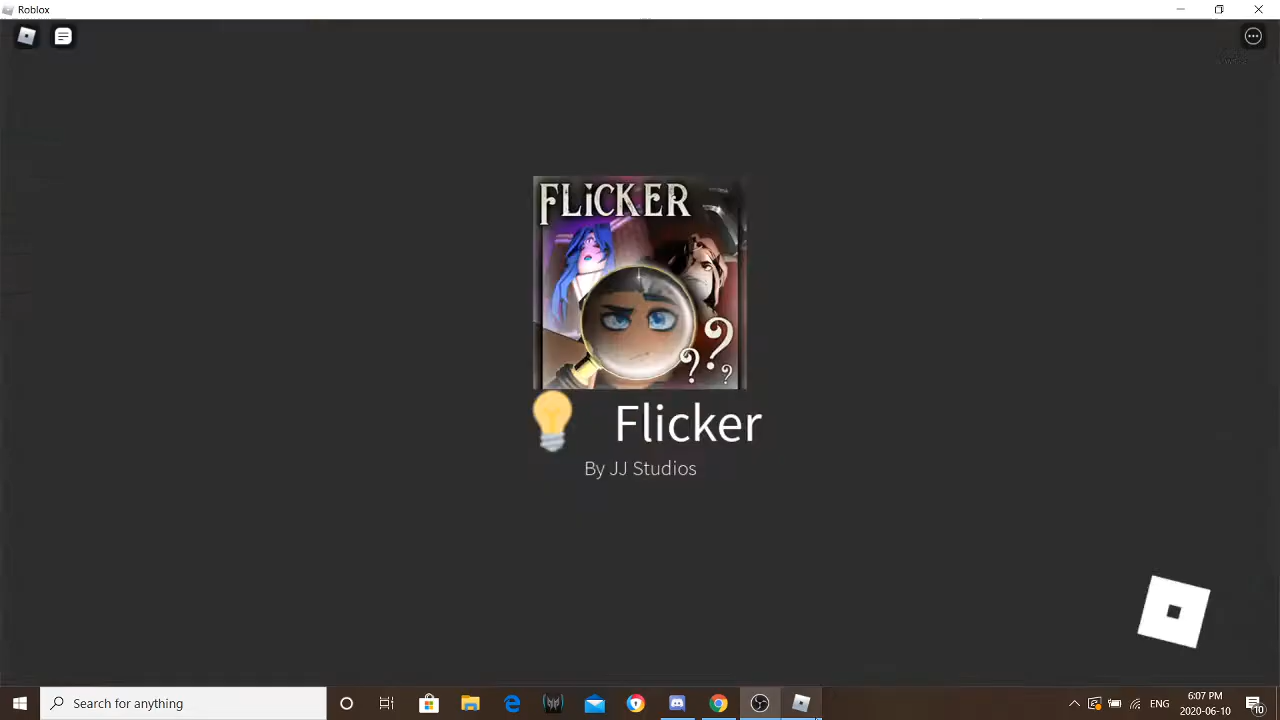 Roblox
FLiCKER
? ? ?
Flicker
By JJ Studios
Search for anything
ENG
6:07 PM
2020-06-10
10